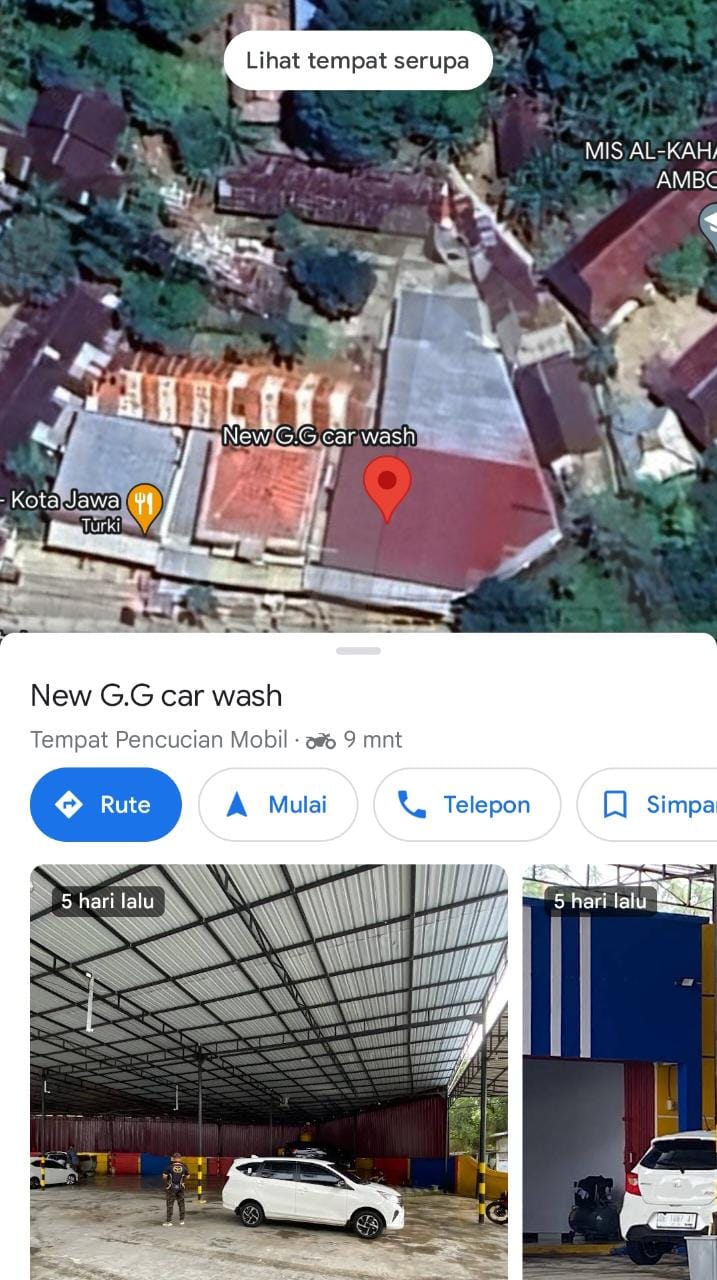 Lihat tempat serupa
MIS AL-KAHA
AMBO
New G.G car wash
- Kota Jawa
Turki
New G.G car wash
Tempat Pencucian Mobil · 9 mnt
Rute
Mulai
Telepon
Simpa
5 hari lalu
5 hari lalu